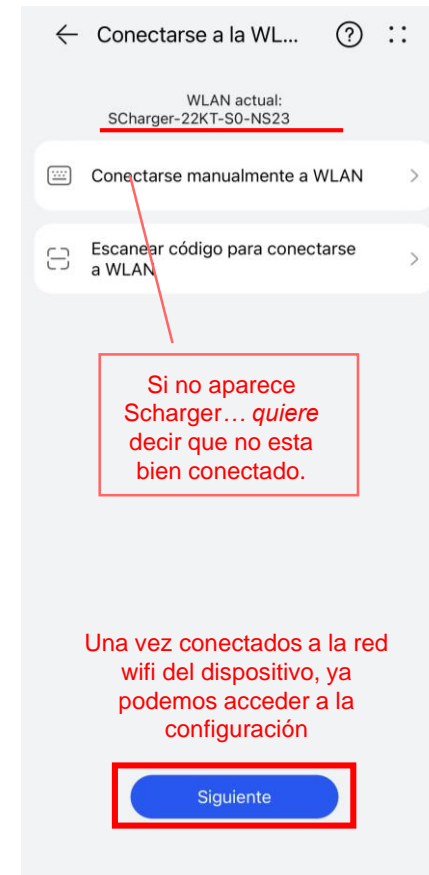 Conectarse a la WL...
WLAN actual:
SCharger-22KT-S0-NS23
Conectarse manualmente a WLAN
Escanear código para conectarse
a WLAN
Si no aparece
Scharger… quiere
decir que no esta
bien conectado.
Una vez conectados a la red
wifi del dispositivo, ya
podemos acceder a la
configuración
Siguiente